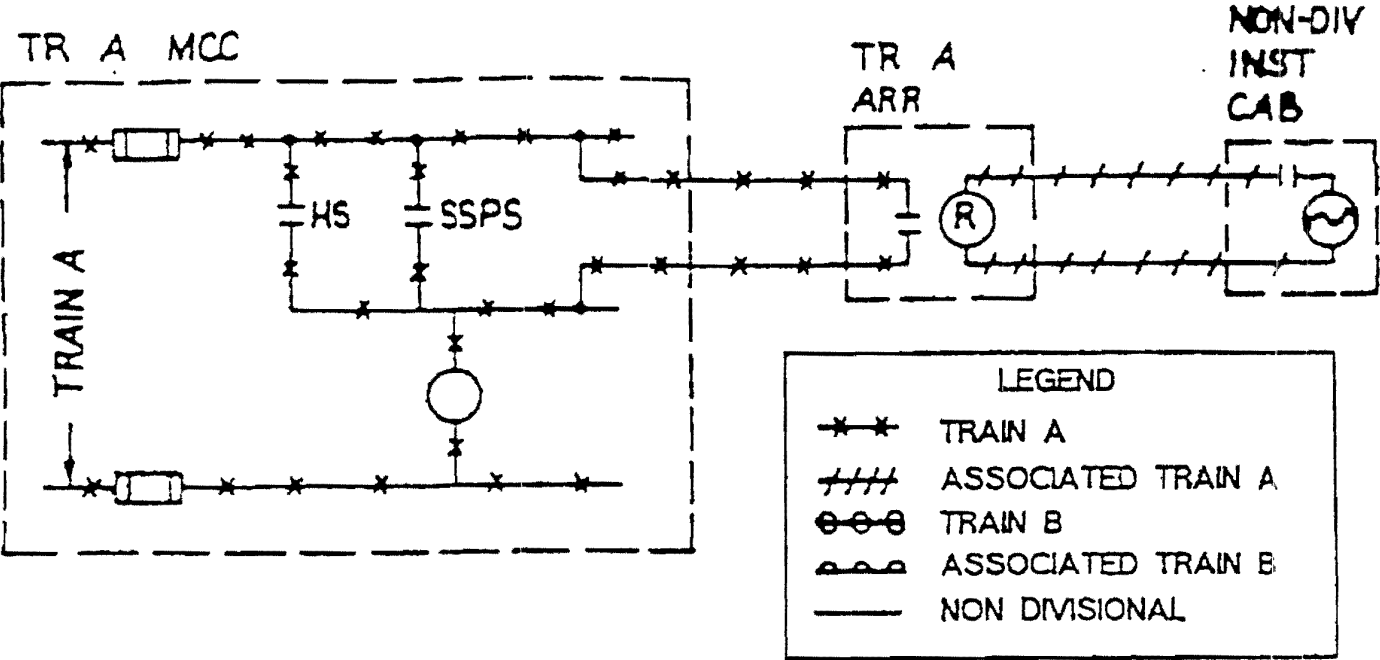 TR A MCC
TR A
ARR
NON-DIV
INST
CAB
HS
SSPS
TRAIN A
R
LEGEND
TRAIN A
ASSOCIATED TRAIN A
TRAIN B
ASSOCIATED TRAIN B
NON DIVISIONAL